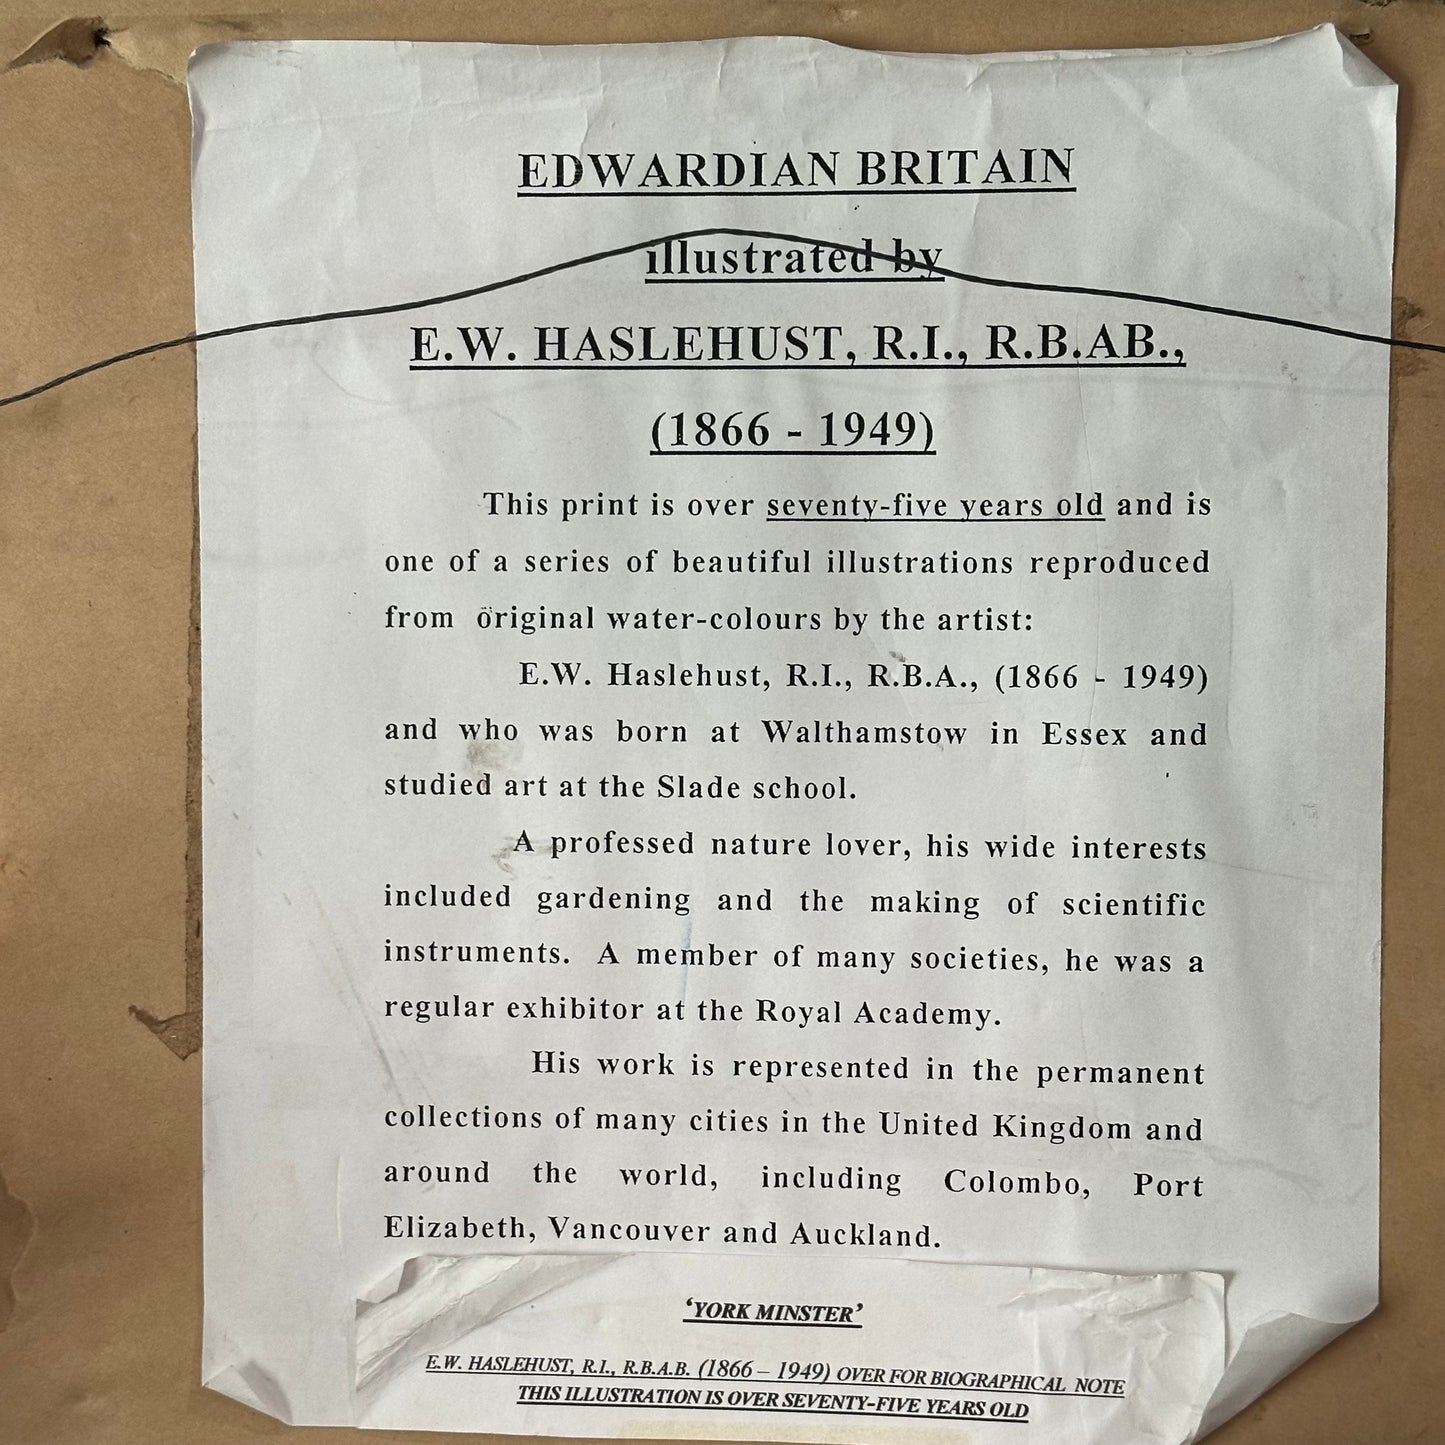 EDWARDIAN BRITAIN
illustrated by
E.W. HASLEHUST, R.I., R.B.AB.,
(1866 - 1949)
This print is over seventy-five years old and is
one of a series of beautiful illustrations reproduced
from original water-colours by the artist:
E.W. Haslehust, R.I., R.B.A., (1866 - 1949)
and who was born at Walthamstow in Essex and
studied art at the Slade school.
A professed nature lover, his wide interests
included gardening and the making of scientific
instruments. A member of many societies, he was a
regular exhibitor at the Royal Academy.
His work is represented in the permanent
collections of many cities in the United Kingdom and
around the world, including Colombo, Port
Elizabeth, Vancouver and Auckland.
‘YORK MINSTER’
E.W. HASLEHUST, R.I., R.B.A.B. (1866 – 1949) OVER FOR BIOGRAPHICAL NOTE
THIS ILLUSTRATION IS OVER SEVENTY-FIVE YEARS OLD